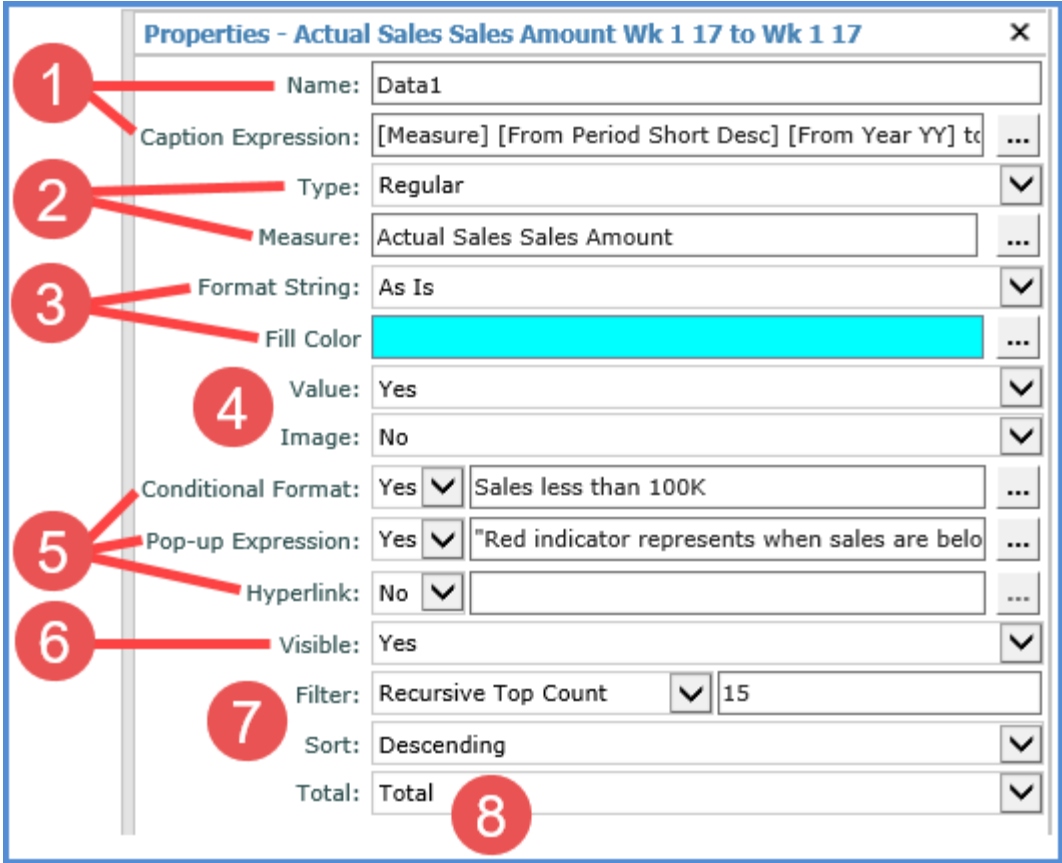 Properties - Actual Sales Sales Amount Wk 1 17 to Wk 1 17 ×
1
Name: Data1
Caption Expression: [Measure] [From Period Short Desc] [From Year YY] to ...
2
Type: Regular
Measure: Actual Sales Sales Amount ...
3
Format String: As Is
Fill Color ...
4
Value: Yes
Image: No
5
Conditional Format: Yes Sales less than 100K ...
Pop-up Expression: Yes "Red indicator represents when sales are belo ...
Hyperlink: No ...
6
Visible: Yes
7
Filter: Recursive Top Count 15
Sort: Descending
Total: Total
8